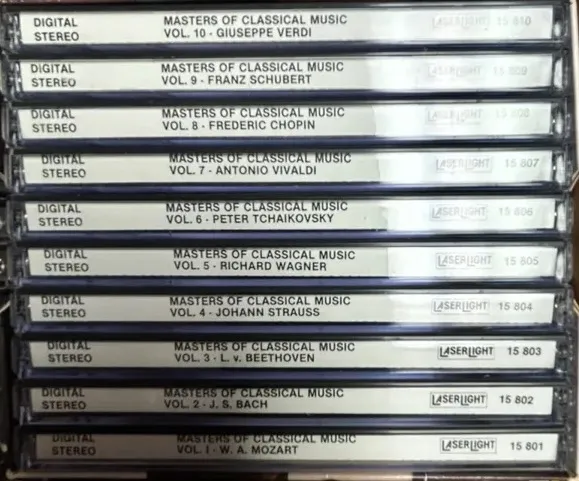 DIGITAL MASTERS OF CLASSICAL MUSIC
STEREO VOL. 10 - GIUSEPPE VERDI LASERLIGHT 15 810
DIGITAL MASTERS OF CLASSICAL MUSIC
STEREO VOL. 9 - FRANZ SCHUBERT LASERLIGHT 15 809
DIGITAL MASTERS OF CLASSICAL MUSIC
STEREO VOL. 8 - FREDERIC CHOPIN LASERLIGHT 15 808
DIGITAL MASTERS OF CLASSICAL MUSIC
STEREO VOL. 7 - ANTONIO VIVALDI LASERLIGHT 15 807
DIGITAL MASTERS OF CLASSICAL MUSIC
STEREO VOL. 6 - PETER TCHAIKOVSKY LASERLIGHT 15 806
DIGITAL MASTERS OF CLASSICAL MUSIC
STEREO VOL. 5 - RICHARD WAGNER LASERLIGHT 15 805
DIGITAL MASTERS OF CLASSICAL MUSIC
STEREO VOL. 4 - JOHANN STRAUSS LASERLIGHT 15 804
DIGITAL MASTERS OF CLASSICAL MUSIC
STEREO VOL. 3 - L. v. BEETHOVEN LASERLIGHT 15 803
DIGITAL MASTERS OF CLASSICAL MUSIC
STEREO VOL. 2 - J. S. BACH LASERLIGHT 15 802
DIGITAL MASTERS OF CLASSICAL MUSIC
STEREO VOL. I - W. A. MOZART LASERLIGHT 15 801